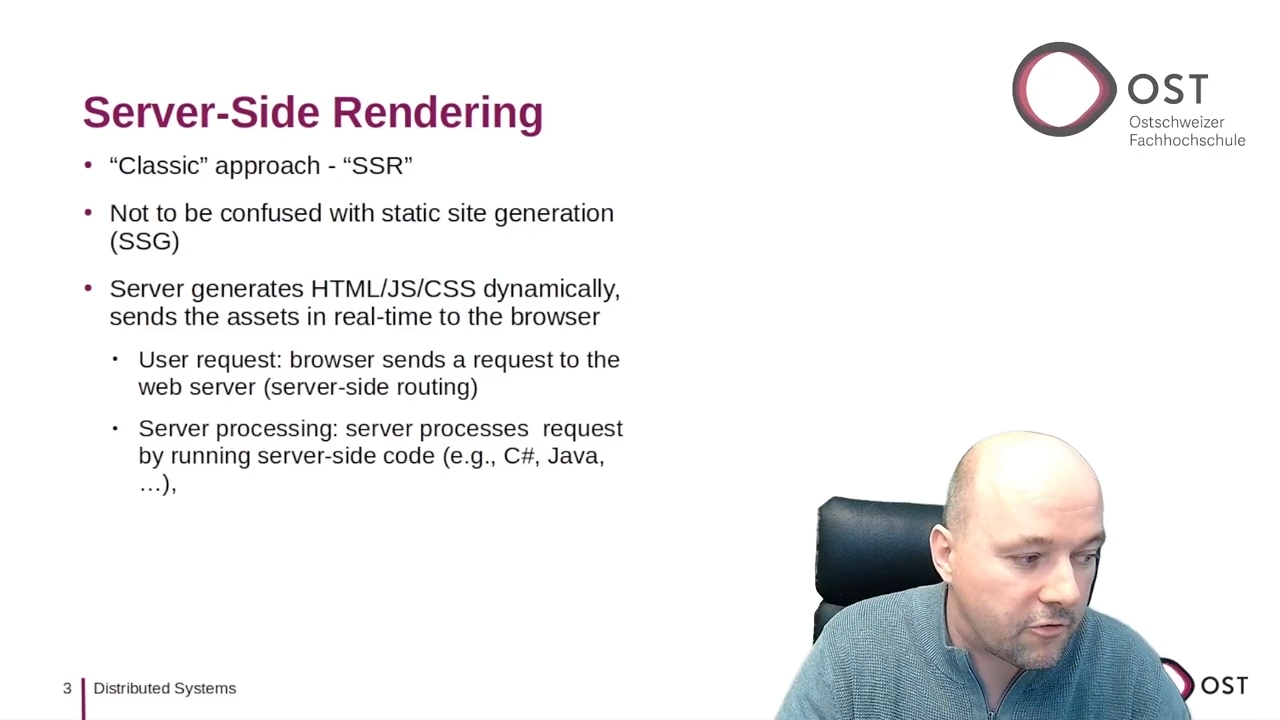 OST
Ostschweizer
Fachhochschule
Server-Side Rendering
• “Classic” approach - “SSR”
• Not to be confused with static site generation
(SSG)
• Server generates HTML/JS/CSS dynamically,
sends the assets in real-time to the browser
• User request: browser sends a request to the
web server (server-side routing)
• Server processing: server processes  request
by running server-side code (e.g., C#, Java,
…),
3 Distributed Systems
OST